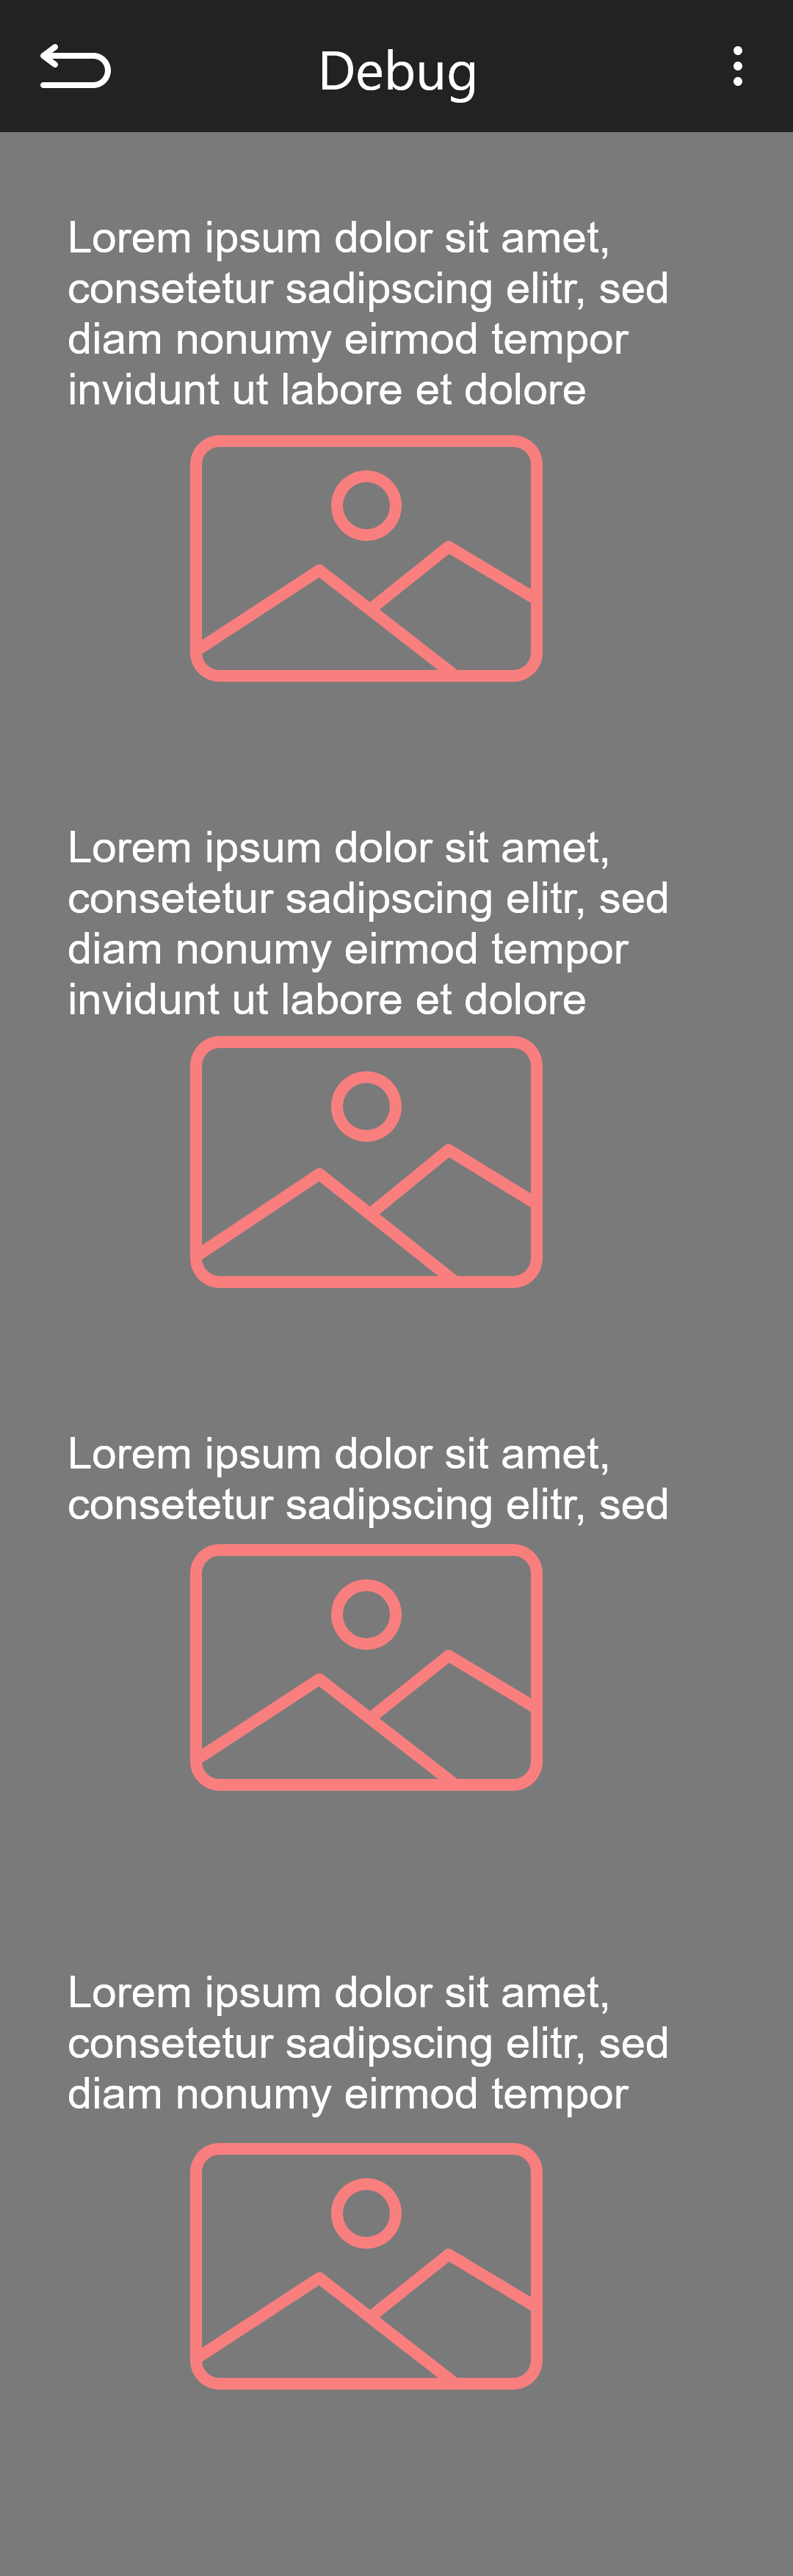 Debug
Lorem ipsum dolor sit amet,
consetetur sadipscing elitr, sed
diam nonumy eirmod tempor
invidunt ut labore et dolore
Lorem ipsum dolor sit amet,
consetetur sadipscing elitr, sed
diam nonumy eirmod tempor
invidunt ut labore et dolore
Lorem ipsum dolor sit amet,
consetetur sadipscing elitr, sed
Lorem ipsum dolor sit amet,
consetetur sadipscing elitr, sed
diam nonumy eirmod tempor